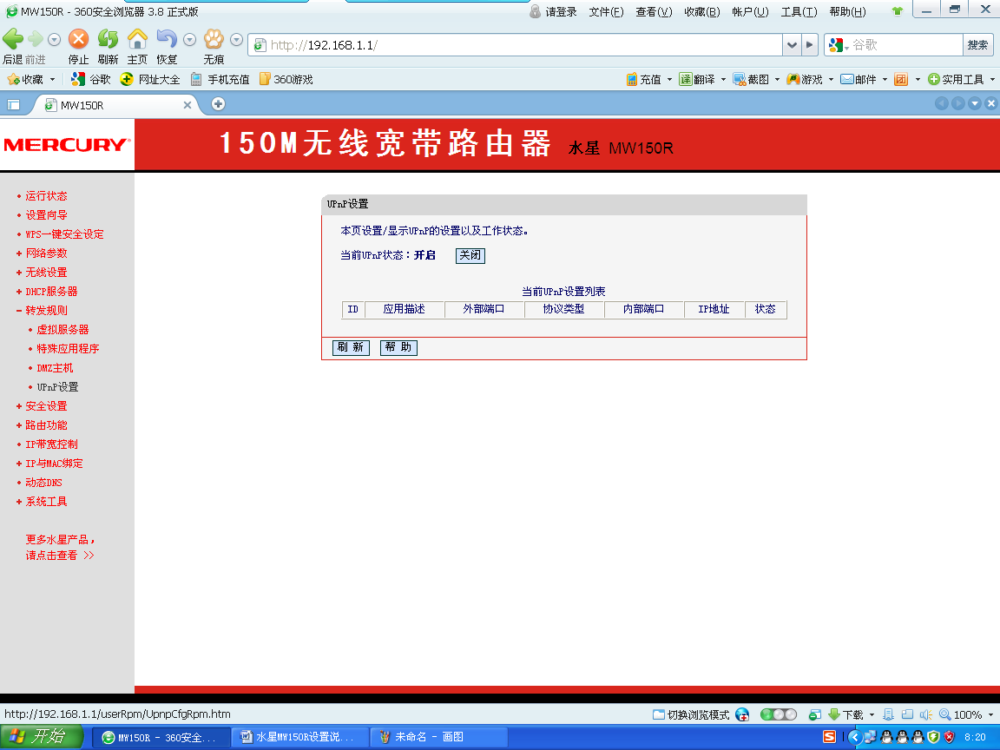 MW150R - 360安全浏览器 3.8 正式版
请登录 文件(F) 查看(V) 收藏(B) 帐户(U) 工具(T) 帮助(H)
后退 前进 停止 刷新 主页 恢复 无痕
http://192.168.1.1/
谷歌 搜索
收藏 谷歌 网址大全 手机充值 360游戏 充值 翻译 截图 游戏 邮件 团 实用工具
MW150R
MERCURY
150M无线宽带路由器 水星 MW150R
运行状态
设置向导
WPS一键安全设定
+ 网络参数
+ 无线设置
+ DHCP服务器
- 转发规则
虚拟服务器
特殊应用程序
DMZ主机
UPnP设置
+ 安全设置
+ 路由功能
IP带宽控制
+ IP与MAC绑定
动态DNS
+ 系统工具
更多水星产品，
请点击查看 >>
UPnP设置
本页设置/显示UPnP的设置以及工作状态。
当前UPnP状态：开启 关闭
当前UPnP设置列表
ID 应用描述 外部端口 协议类型 内部端口 IP地址 状态
刷 新 帮 助
http://192.168.1.1/userRpm/UpnpCfgRpm.htm
切换浏览模式 下载 100%
开始 MW150R - 360安全... 水星MW150R设置说... 未命名 - 画图 8:20